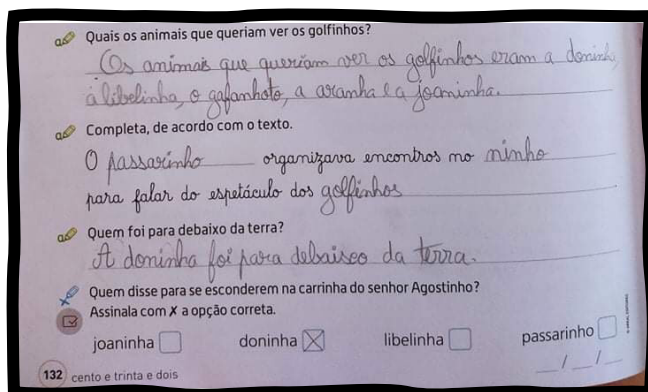 Quais os animais que queriam ver os golfinhos?
Os animais que queriam ver os golfinhos eram a doninha,
a libelinha, o gafanhoto, a aranha e a joaninha.
Completa, de acordo com o texto.
O passarinho organizava encontros no ninho
para falar do espetáculo dos golfinhos
Quem foi para debaixo da terra?
A doninha foi para debaixo da terra.
Quem disse para se esconderem na carrinha do senhor Agostinho?
Assinala com ✗ a opção correta.
joaninha doninha libelinha passarinho
132 cento e trinta e dois __/__/__